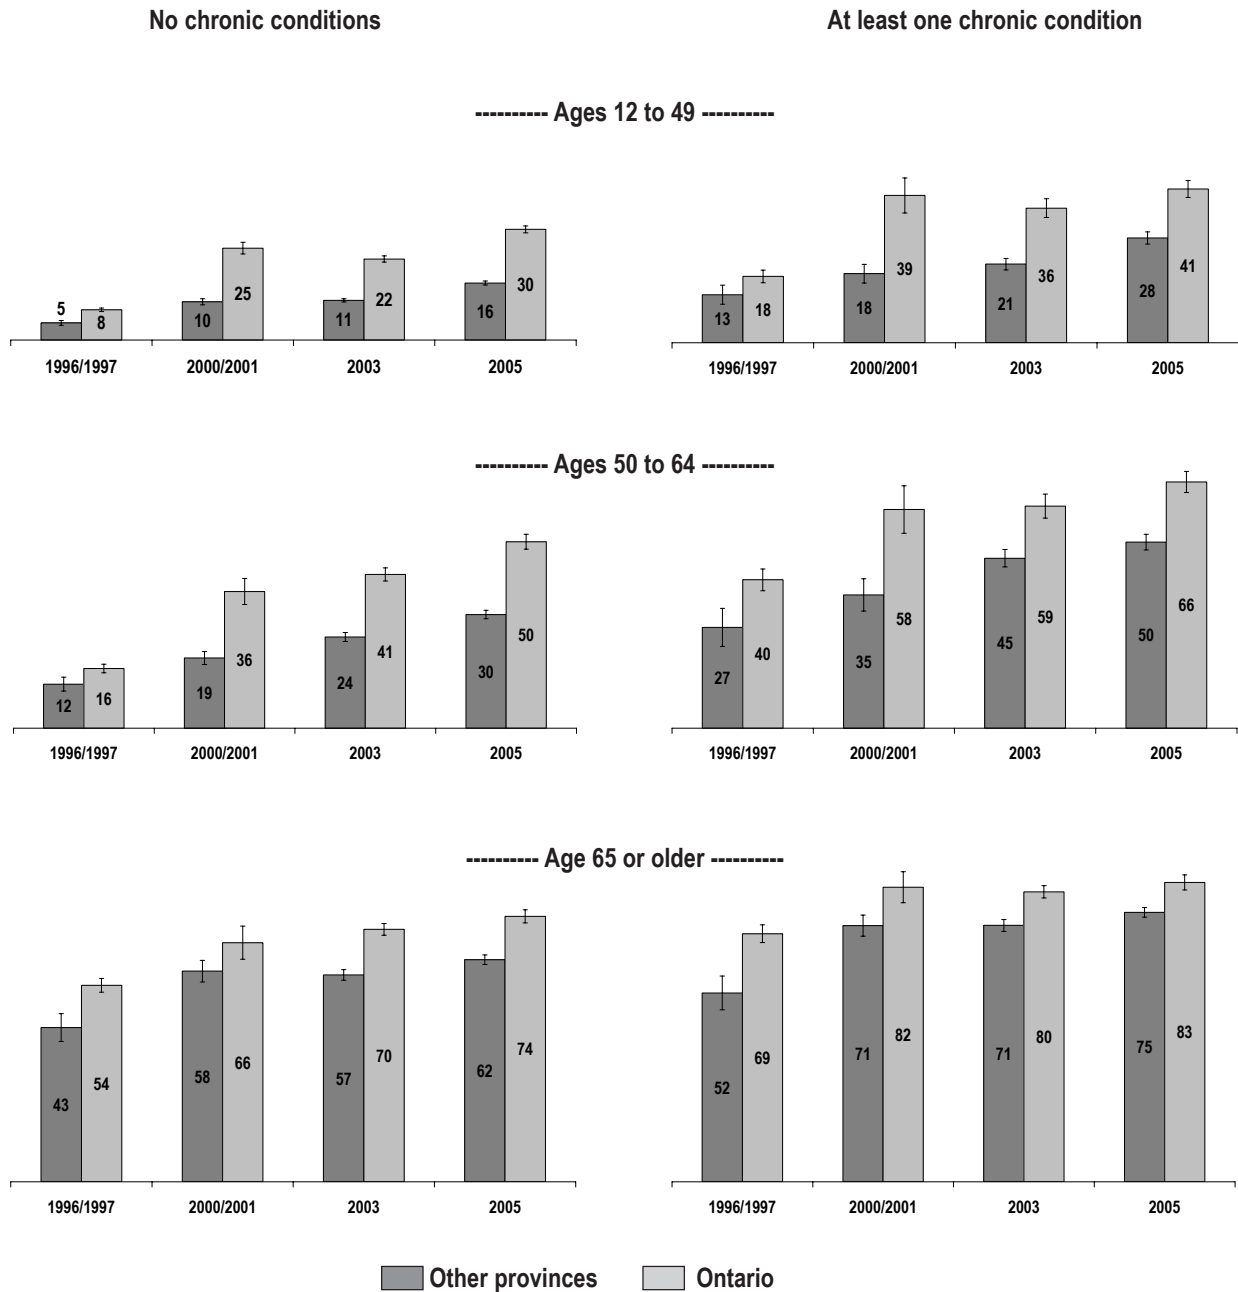 No chronic conditions At least one chronic condition
---------- Ages 12 to 49 ----------
5 8 10 25 11 22 16 30
1996/1997 2000/2001 2003 2005
13 18 18 39 21 36 28 41
1996/1997 2000/2001 2003 2005
---------- Ages 50 to 64 ----------
12 16 19 36 24 41 30 50
1996/1997 2000/2001 2003 2005
27 40 35 58 45 59 50 66
1996/1997 2000/2001 2003 2005
---------- Age 65 or older ----------
43 54 58 66 57 70 62 74
1996/1997 2000/2001 2003 2005
52 69 71 82 71 80 75 83
1996/1997 2000/2001 2003 2005
Other provinces Ontario